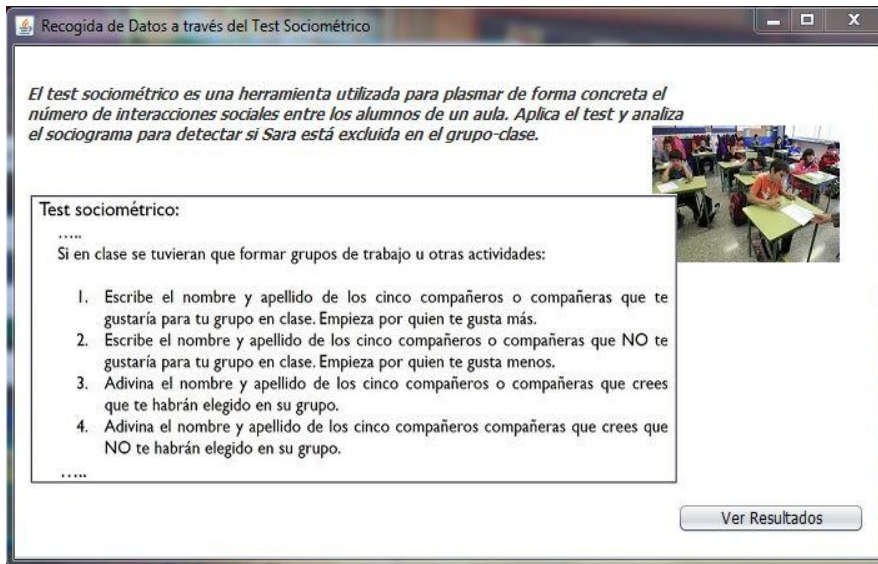 Recogida de Datos a través del Test Sociométrico
El test sociométrico es una herramienta utilizada para plasmar de forma concreta el
número de interacciones sociales entre los alumnos de un aula. Aplica el test y analiza
el sociograma para detectar si Sara está excluida en el grupo-clase.
Test sociométrico:
.....
Si en clase se tuvieran que formar grupos de trabajo u otras actividades:
1. Escribe el nombre y apellido de los cinco compañeros o compañeras que te
gustaría para tu grupo en clase. Empieza por quien te gusta más.
2. Escribe el nombre y apellido de los cinco compañeros o compañeras que NO te
gustaría para tu grupo en clase. Empieza por quien te gusta menos.
3. Adivina el nombre y apellido de los cinco compañeros o compañeras que crees
que te habrán elegido en su grupo.
4. Adivina el nombre y apellido de los cinco compañeros compañeras que crees que
NO te habrán elegido en su grupo.
.....
Ver Resultados